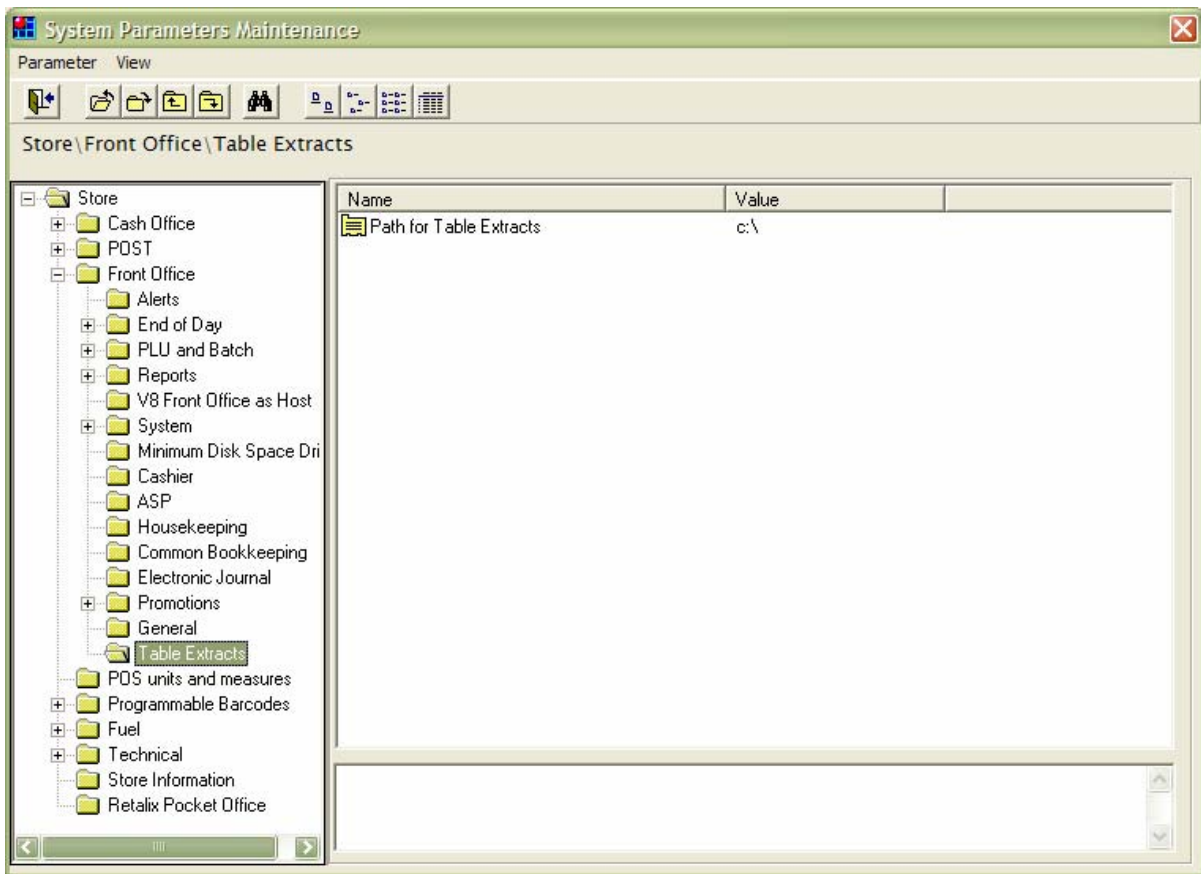 System Parameters Maintenance
Parameter View
Store\Front Office\Table Extracts
Store
Cash Office
POST
Front Office
Alerts
End of Day
PLU and Batch
Reports
V8 Front Office as Host
System
Minimum Disk Space Dri
Cashier
ASP
Housekeeping
Common Bookkeeping
Electronic Journal
Promotions
General
Table Extracts
POS units and measures
Programmable Barcodes
Fuel
Technical
Store Information
Retalix Pocket Office
Name Value
Path for Table Extracts c:\